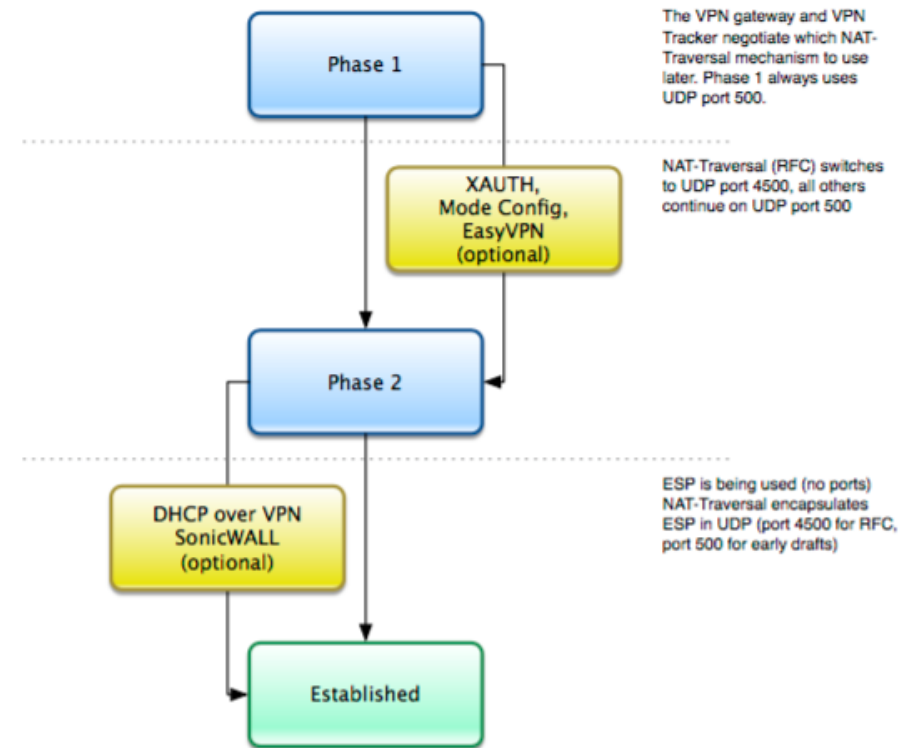 Phase 1
The VPN gateway and VPN
Tracker negotiate which NAT-
Traversal mechanism to use
later. Phase 1 always uses
UDP port 500.
XAUTH,
Mode Config,
EasyVPN
(optional)
NAT-Traversal (RFC) switches
to UDP port 4500, all others
continue on UDP port 500
Phase 2
DHCP over VPN
SonicWALL
(optional)
ESP is being used (no ports)
NAT-Traversal encapsulates
ESP in UDP (port 4500 for RFC,
port 500 for early drafts)
Established